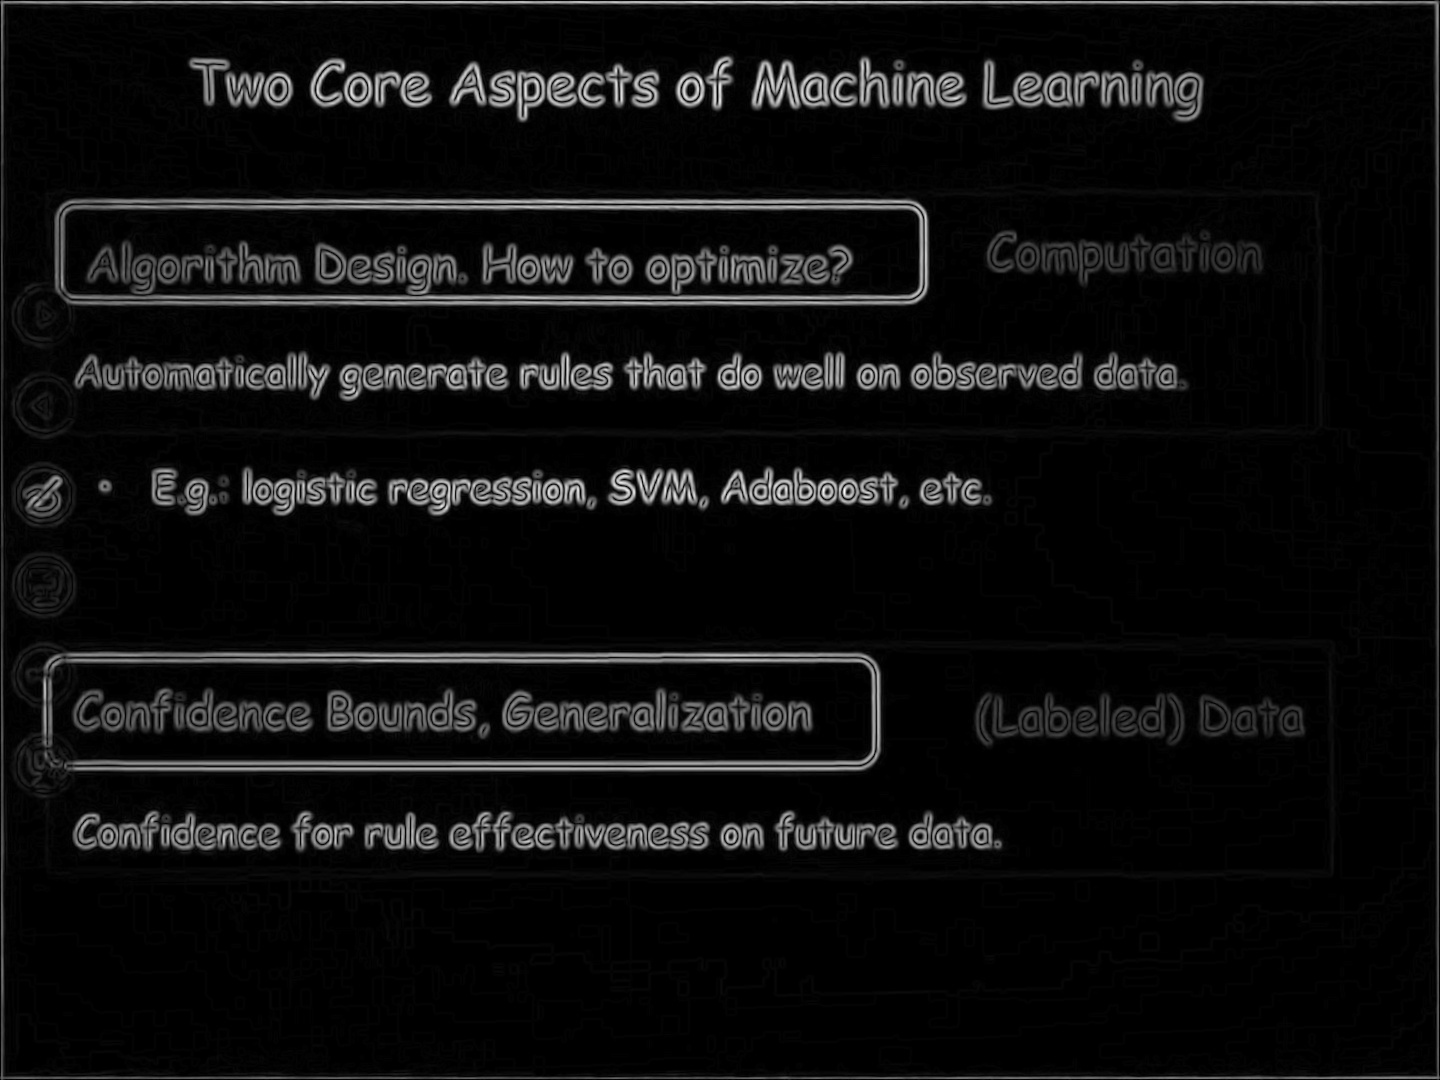 Two Core Aspects of Machine Learning
Algorithm Design. How to optimize?
Computation
Automatically generate rules that do well on observed data.
• E.g.: logistic regression, SVM, Adaboost, etc.
Confidence Bounds, Generalization
(Labeled) Data
Confidence for rule effectiveness on future data.